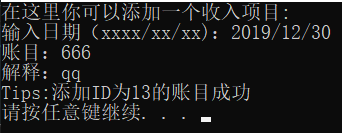 在这里你可以添加一个收入项目:
输入日期（xxxx/xx/xx): 2019/12/30
账目: 666
解释: qq
Tips:添加ID为13的账目成功
请按任意键继续. . .